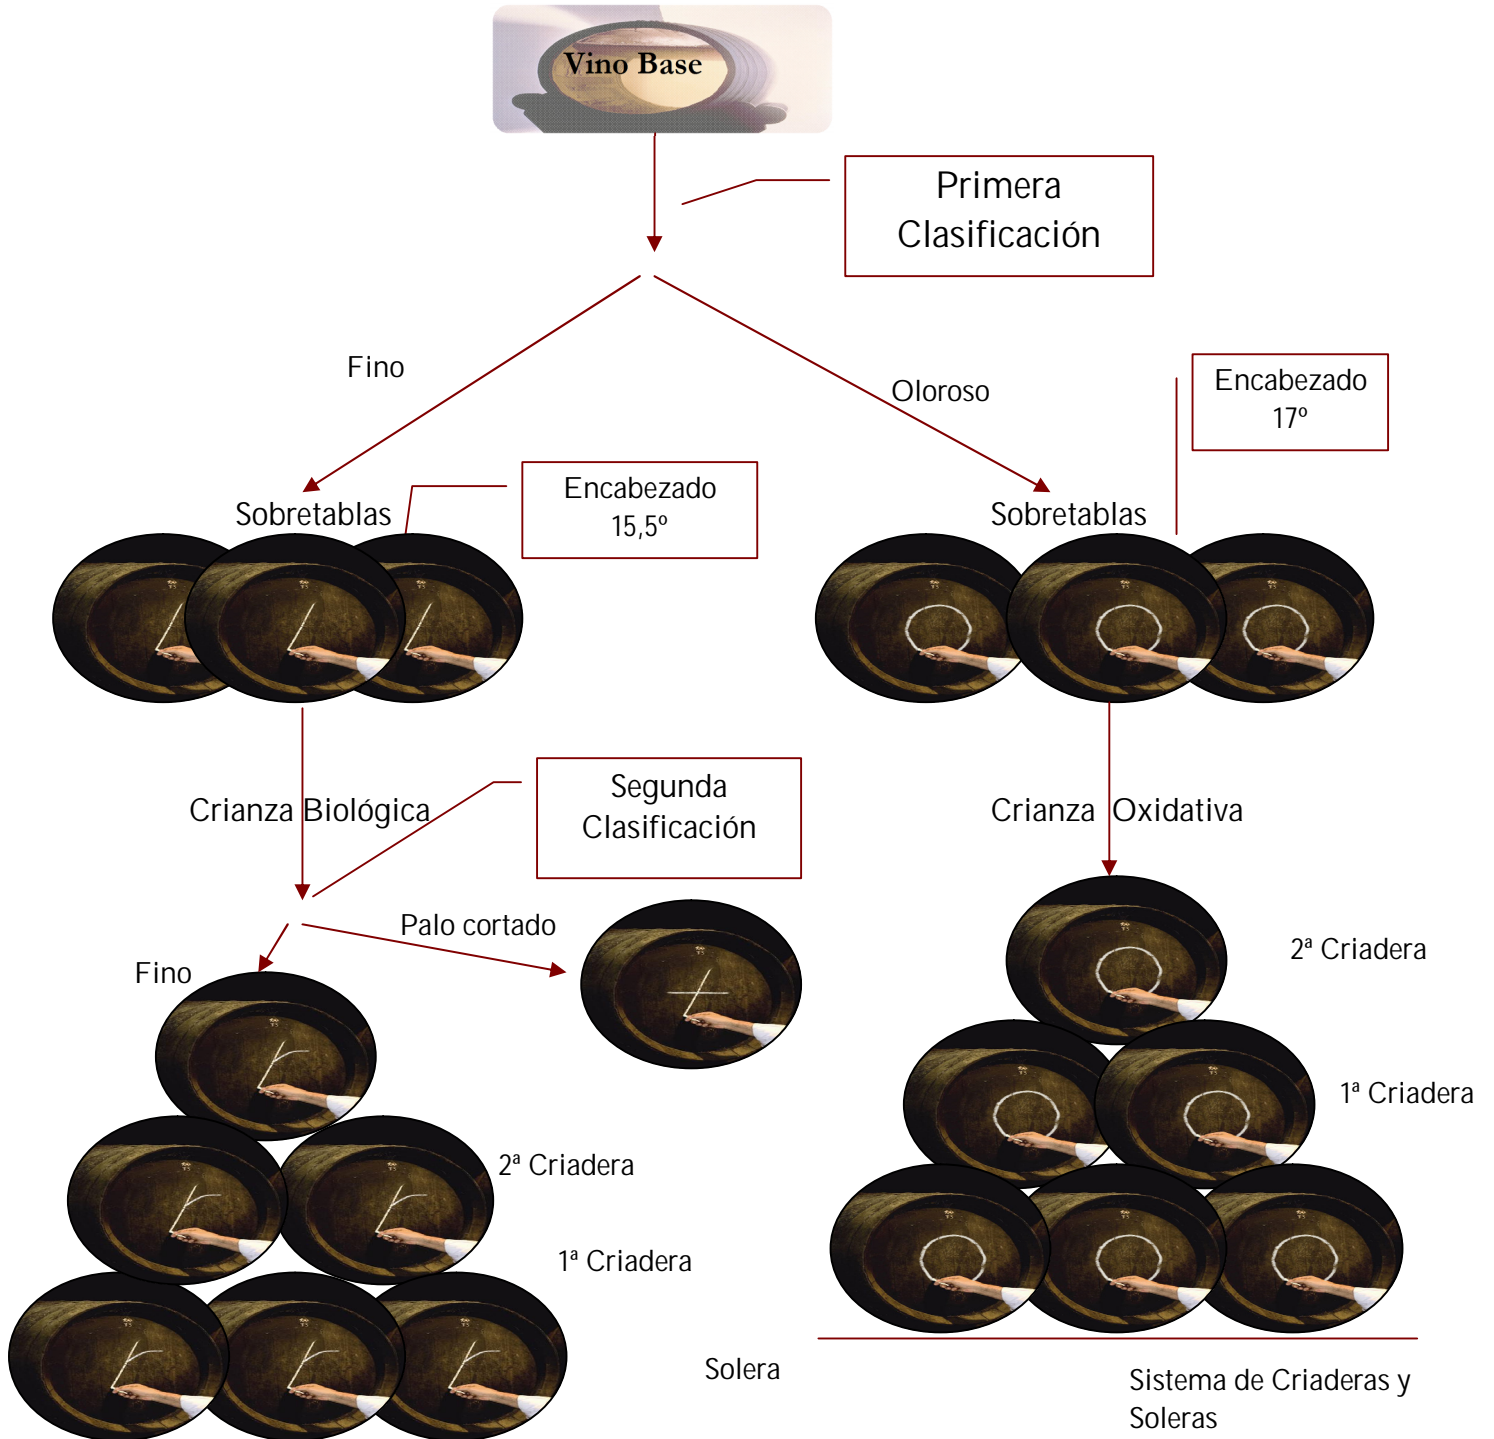 Vino Base
Primera
Clasificación
Fino
Oloroso
Encabezado
17º
Encabezado
15,5º
Sobretablas
Sobretablas
Crianza Biológica
Segunda
Clasificación
Crianza Oxidativa
Palo cortado
Fino
2ª Criadera
1ª Criadera
2ª Criadera
1ª Criadera
Solera
Sistema de Criaderas y
Soleras